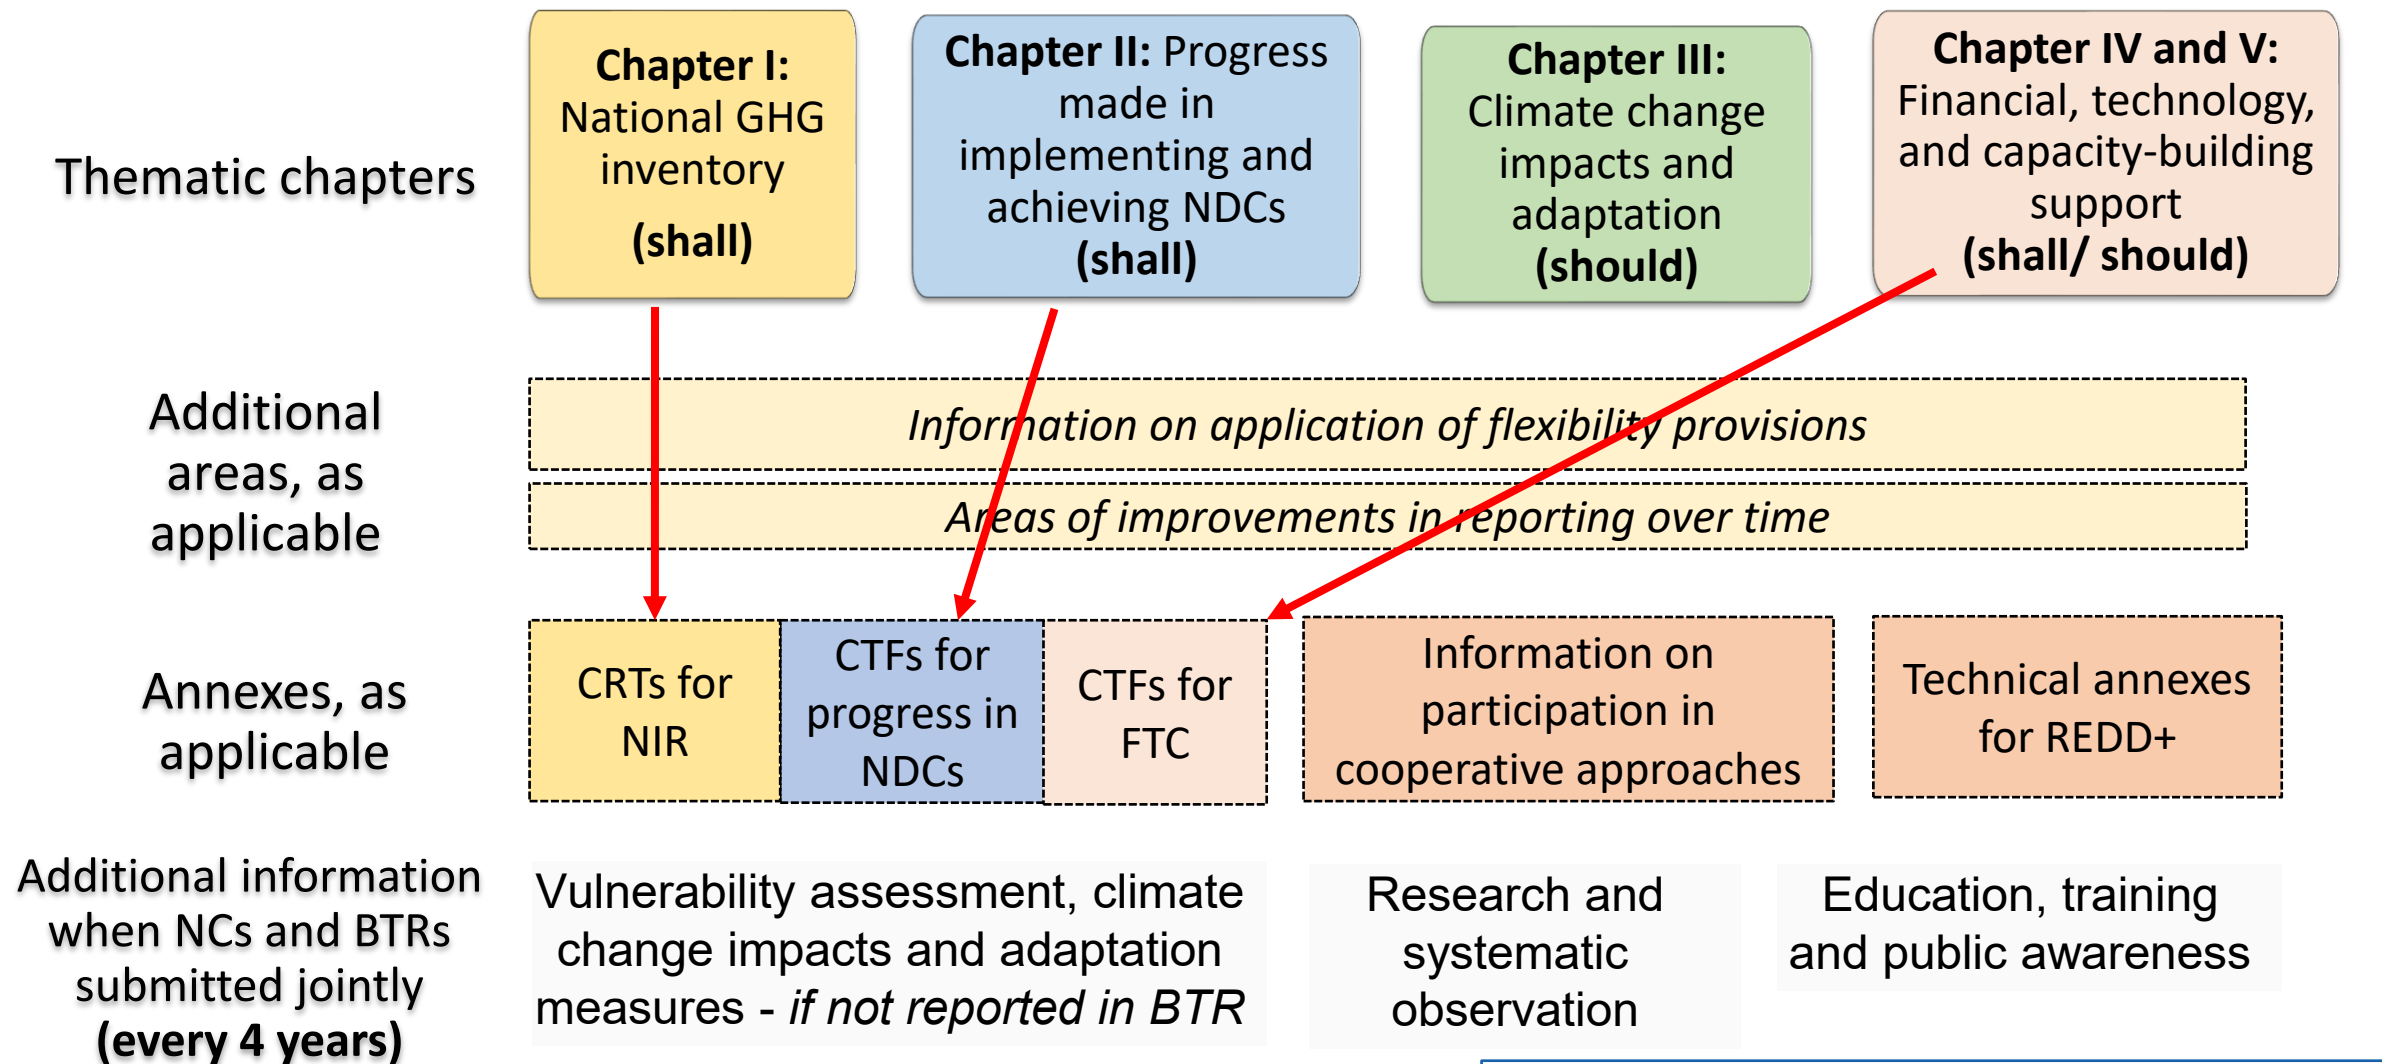 Thematic chapters
Chapter I:
National GHG
inventory
(shall)
Chapter II: Progress
made in
implementing and
achieving NDCs
(shall)
Chapter III:
Climate change
impacts and
adaptation
(should)
Chapter IV and V:
Financial, technology,
and capacity-building
support
(shall/ should)
Additional
areas, as
applicable
Information on application of flexibility provisions
Areas of improvements in reporting over time
Annexes, as
applicable
CRTs for
NIR
CTFs for
progress in
NDCs
CTFs for
FTC
Information on
participation in
cooperative approaches
Technical annexes
for REDD+
Additional information
when NCs and BTRs
submitted jointly
(every 4 years)
Vulnerability assessment, climate
change impacts and adaptation
measures - if not reported in BTR
Research and
systematic
observation
Education, training
and public awareness